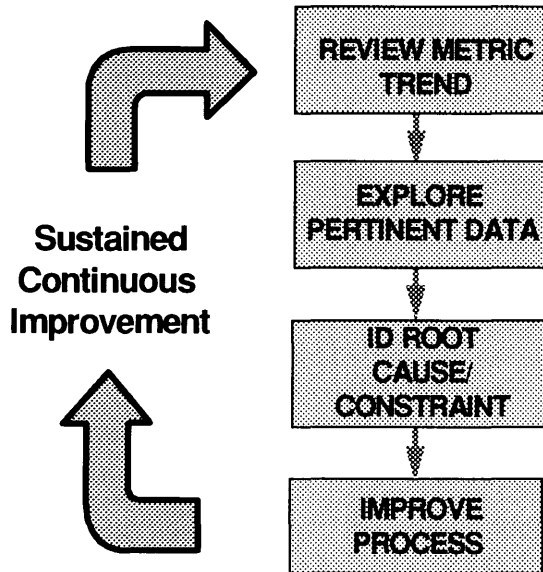 REVIEW METRIC
TREND
EXPLORE
PERTINENT DATA
Sustained
Continuous
Improvement
ID ROOT
CAUSE/
CONSTRAINT
IMPROVE
PROCESS